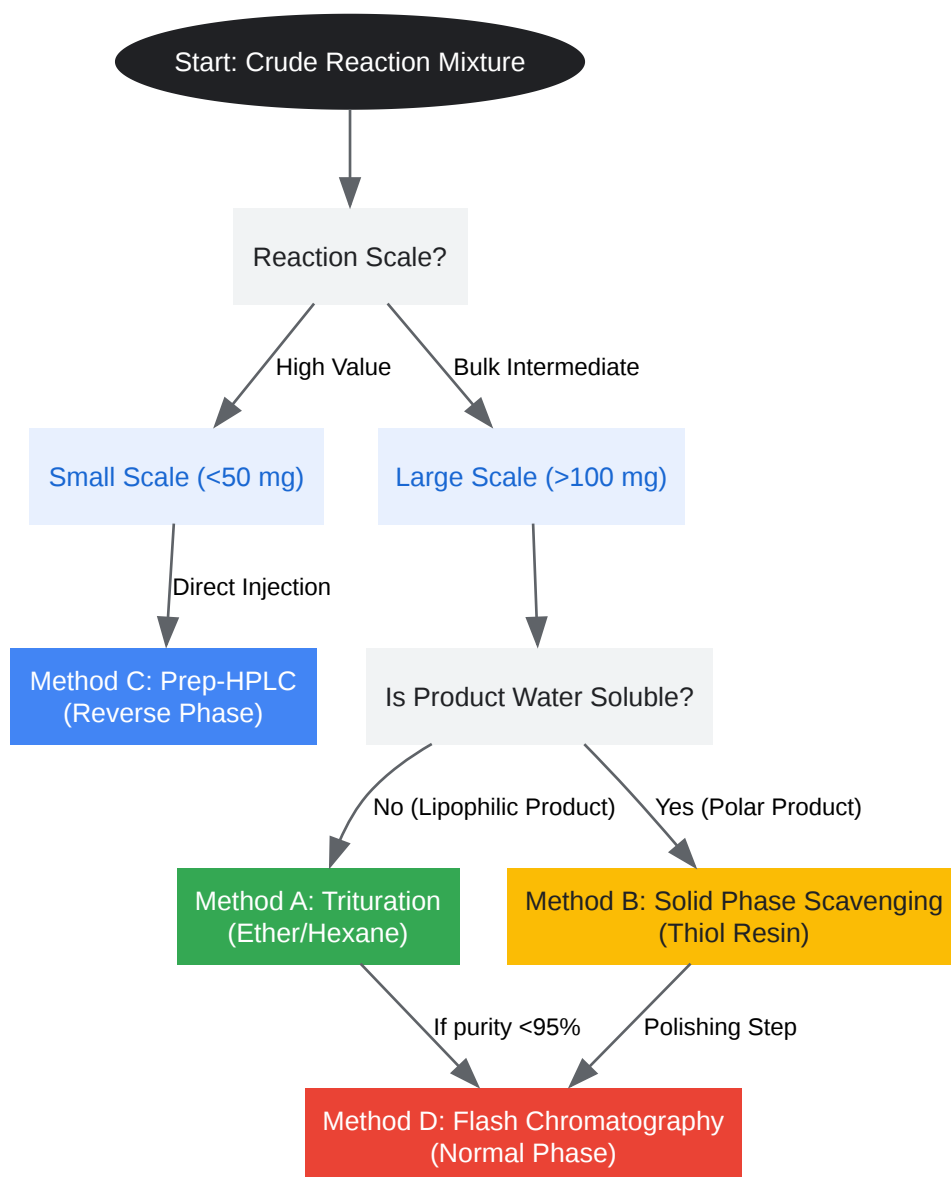 Start: Crude Reaction Mixture
Reaction Scale?
High Value
Bulk Intermediate
Small Scale (<50 mg)
Large Scale (>100 mg)
Direct Injection
Method C: Prep-HPLC
(Reverse Phase)
Is Product Water Soluble?
No (Lipophilic Product)
Yes (Polar Product)
Method A: Trituration
(Ether/Hexane)
Method B: Solid Phase Scavenging
(Thiol Resin)
If purity <95%
Polishing Step
Method D: Flash Chromatography
(Normal Phase)